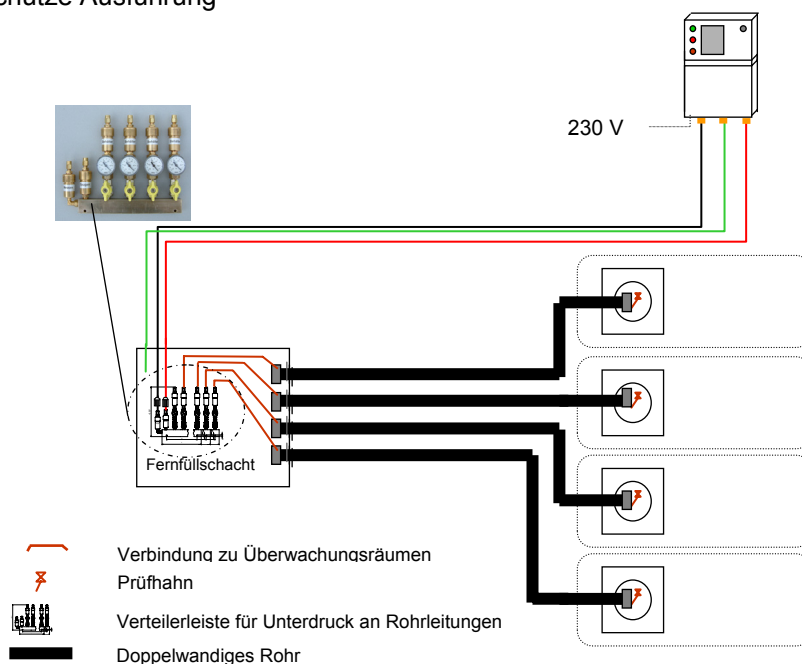 230 V
Fernfüllschacht
Verbindung zu Überwachungsräumen
Prüfhahn
Verteilerleiste für Unterdruck an Rohrleitungen
Doppelwandiges Rohr